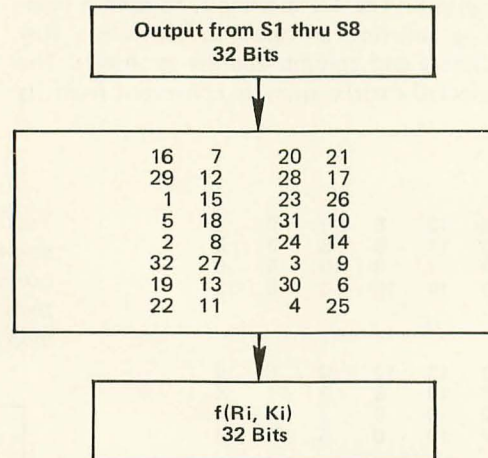 Output from S1 thru S8
32 Bits
16 7 20 21
29 12 28 17
1 15 23 26
5 18 31 10
2 8 24 14
32 27 3 9
19 13 30 6
22 11 4 25
f(Ri, Ki)
32 Bits